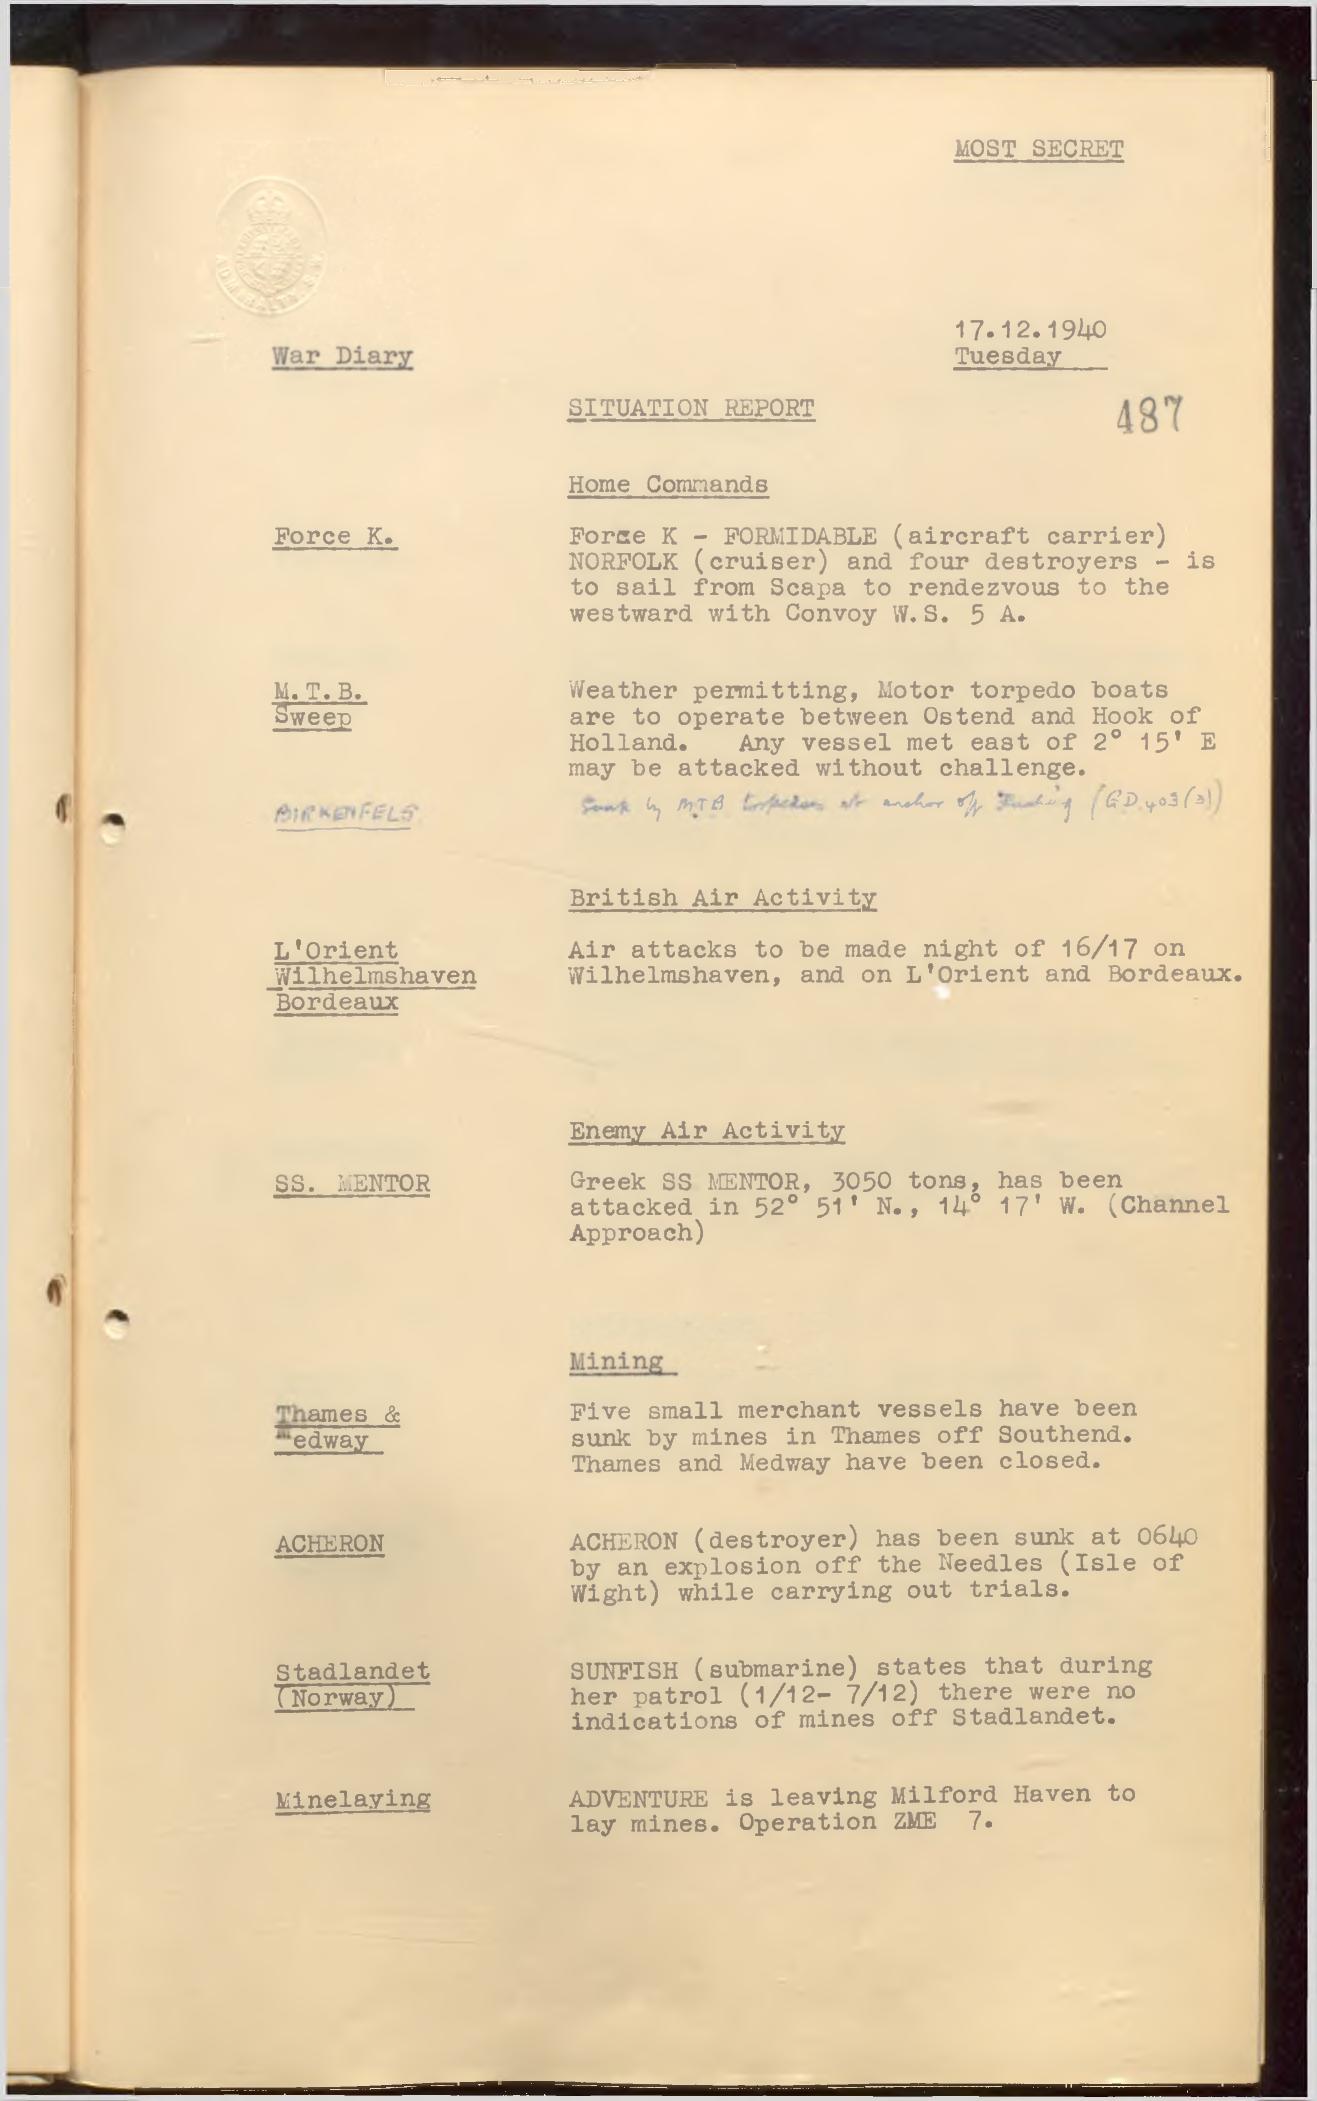 MOST SECRET
ADMIRALTY. S.W.
17.12.1940
War Diary
Tuesday
SITUATION REPORT
487
Home Commands
Force K.
Force K - FORMIDABLE (aircraft carrier)
NORFOLK (cruiser) and four destroyers - is
to sail from Scapa to rendezvous to the
westward with Convoy W.S. 5 A.
M.T.B.
Sweep
Weather permitting, Motor torpedo boats
are to operate between Ostend and Hook of
Holland. Any vessel met east of 2° 15' E
may be attacked without challenge.
BIRKENFELS
Sunk by MTB torpedoes at anchor off Flushing (G.D.403(3))
British Air Activity
L'Orient
Wilhelmshaven
Bordeaux
Air attacks to be made night of 16/17 on
Wilhelmshaven, and on L'Orient and Bordeaux.
Enemy Air Activity
SS. MENTOR
Greek SS MENTOR, 3050 tons, has been
attacked in 52° 51' N., 14° 17' W. (Channel
Approach)
Mining
Thames &
Medway
Five small merchant vessels have been
sunk by mines in Thames off Southend.
Thames and Medway have been closed.
ACHERON
ACHERON (destroyer) has been sunk at 0640
by an explosion off the Needles (Isle of
Wight) while carrying out trials.
Stadlandet
(Norway)
SUNFISH (submarine) states that during
her patrol (1/12- 7/12) there were no
indications of mines off Stadlandet.
Minelaying
ADVENTURE is leaving Milford Haven to
lay mines. Operation ZME 7.